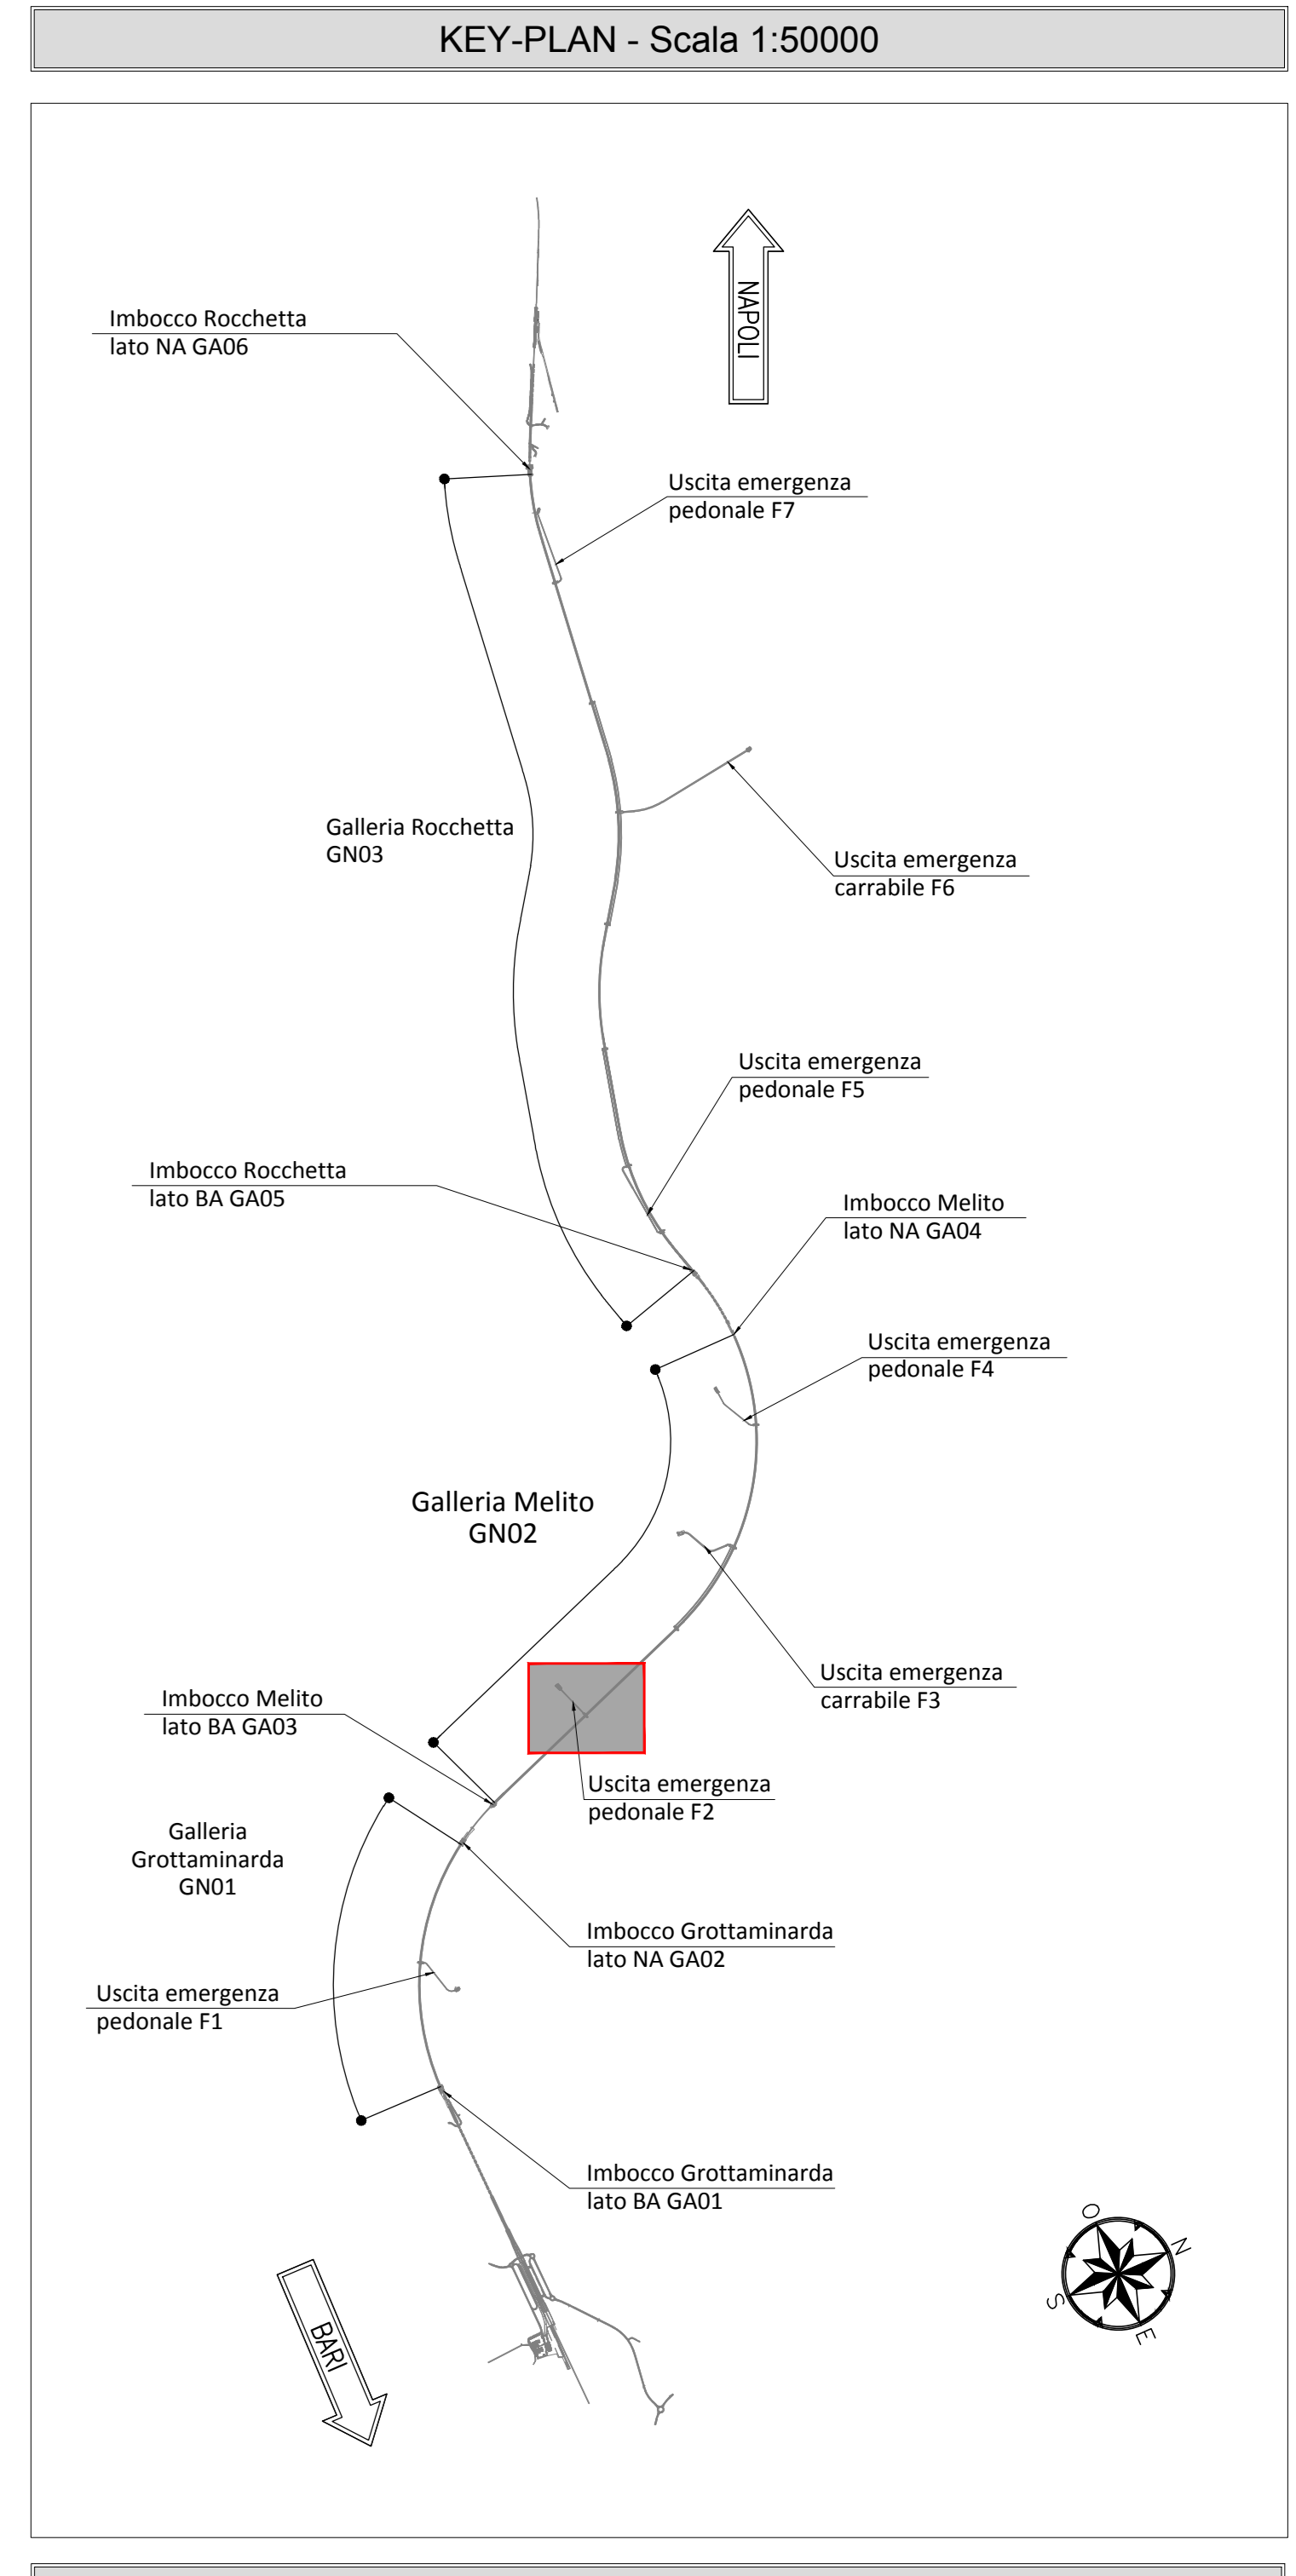 KEY-PLAN - Scala 1:50000
NAPOLI
Imbocco Rocchetta
lato NA GA06
Uscita emergenza
pedonale F7
Galleria Rocchetta
GN03
Uscita emergenza
carrabile F6
Uscita emergenza
pedonale F5
Imbocco Rocchetta
lato BA GA05
Imbocco Melito
lato NA GA04
Uscita emergenza
pedonale F4
Galleria Melito
GN02
Uscita emergenza
carrabile F3
Imbocco Melito
lato BA GA03
Uscita emergenza
pedonale F2
Galleria
Grottaminarda
GN01
Imbocco Grottaminarda
lato NA GA02
Uscita emergenza
pedonale F1
Imbocco Grottaminarda
lato BA GA01
BARI
O
N
S
E